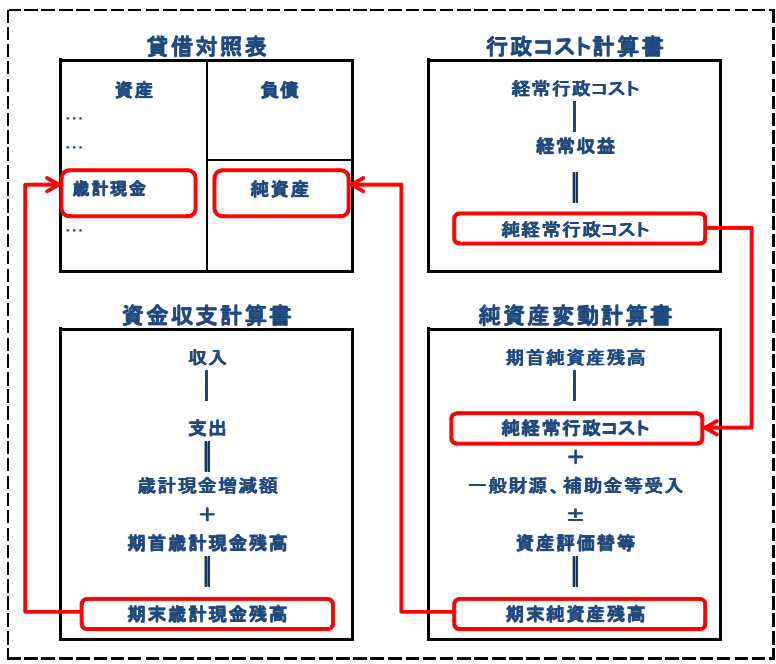 貸借対照表
資産
負債
…
…
歳計現金
純資産
…
行政コスト計算書
経常行政コスト
|
経常収益
||
純経常行政コスト
資金収支計算書
収入
|
支出
||
歳計現金増減額
+
期首歳計現金残高
||
期末歳計現金残高
純資産変動計算書
期首純資産残高
|
純経常行政コスト
+
一般財源、補助金等受入
±
資産評価替等
||
期末純資産残高